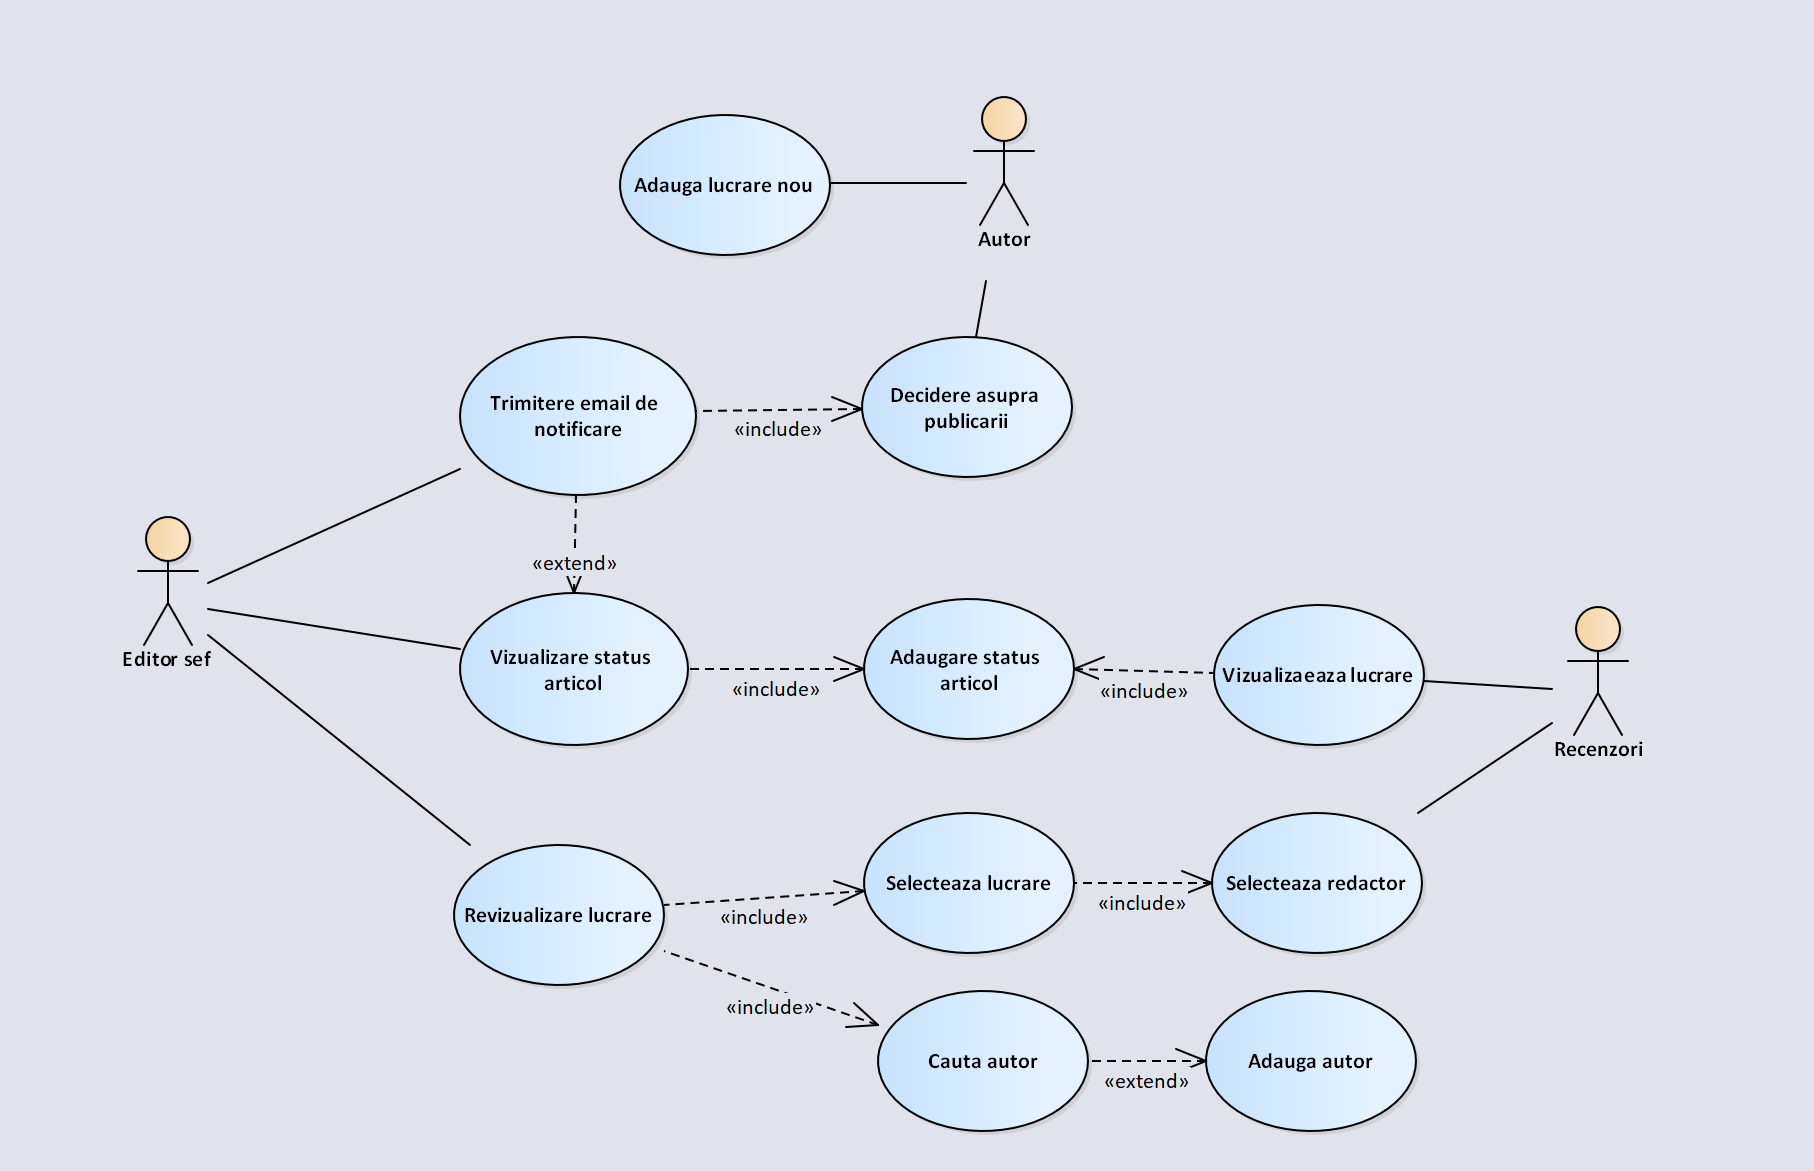 Adauga lucrare nou
Autor
Trimitere email de
notificare
«include»
Decidere asupra
publicarii
«extend»
Editor sef
Vizualizare status
articol
«include»
Adaugare status
articol
«include»
Vizualizaeaza lucrare
Recenzori
Revizualizare lucrare
«include»
Selecteaza lucrare
«include»
Selecteaza redactor
«include»
Cauta autor
«extend»
Adauga autor